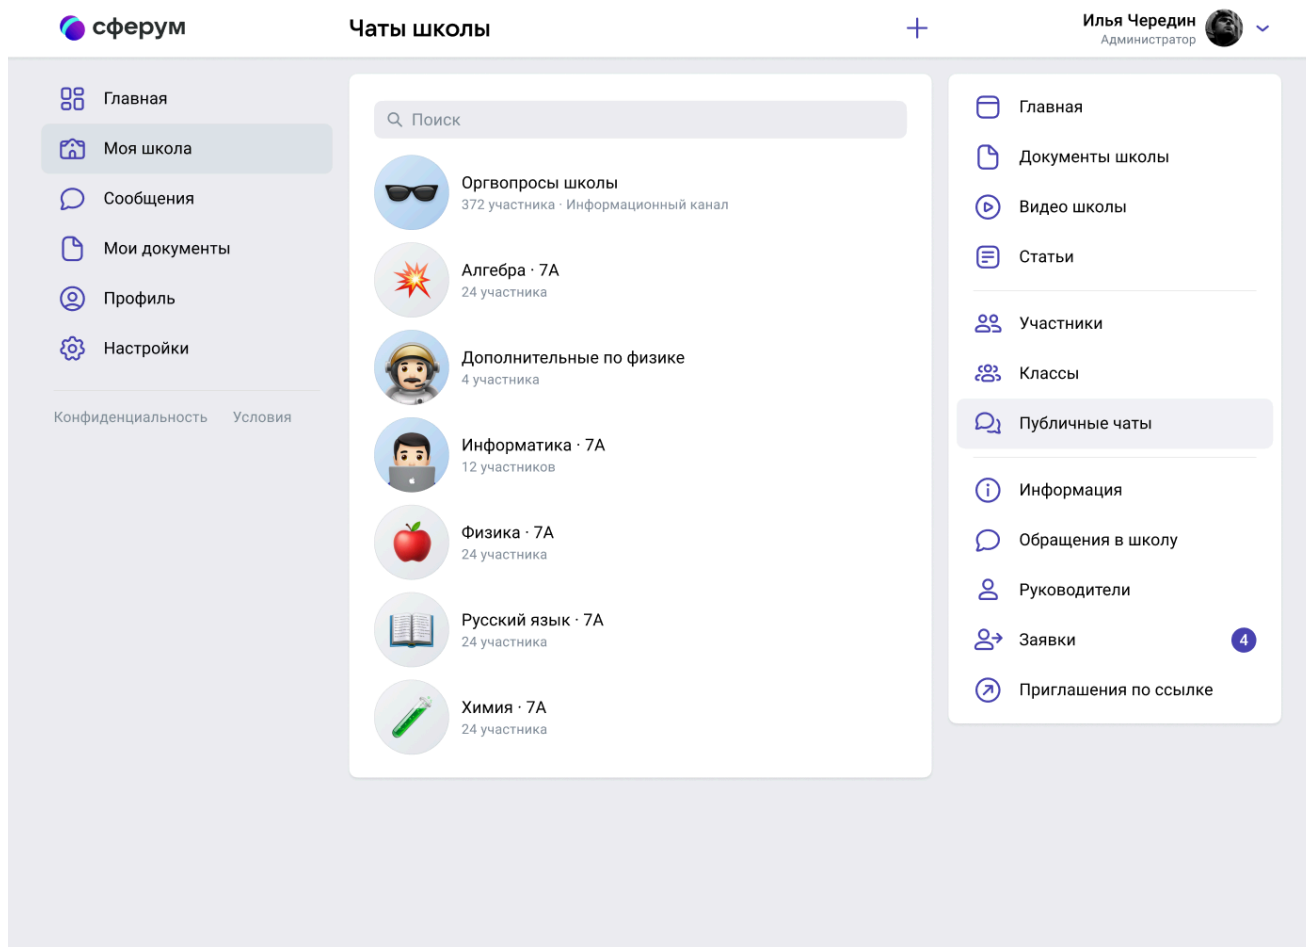 сферум
Чаты школы
Илья Чередин
Администратор
Главная
Моя школа
Сообщения
Мои документы
Профиль
Настройки
Конфиденциальность Условия
Поиск
Оргвопросы школы
372 участника · Информационный канал
Алгебра · 7А
24 участника
Дополнительные по физике
4 участника
Информатика · 7А
12 участников
Физика · 7А
24 участника
Русский язык · 7А
24 участника
Химия · 7А
24 участника
Главная
Документы школы
Видео школы
Статьи
Участники
Классы
Публичные чаты
Информация
Обращения в школу
Руководители
Заявки 4
Приглашения по ссылке